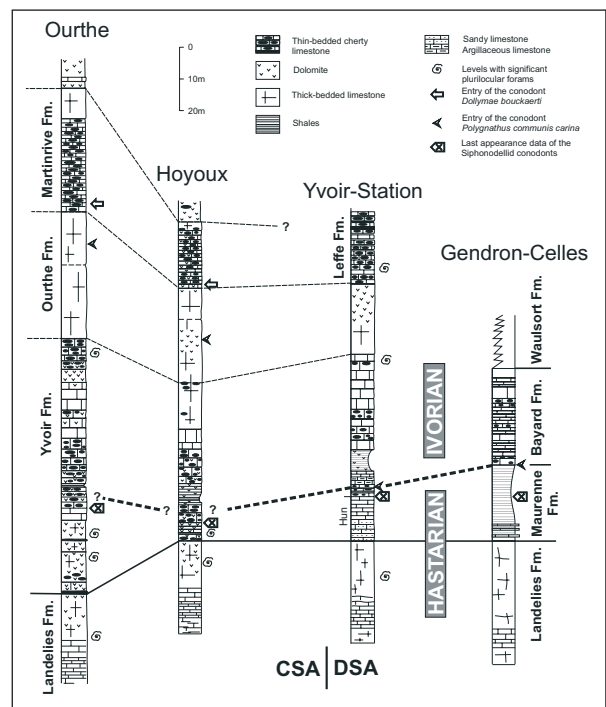 Ourthe
0
10m
20m
Thin-bedded cherty
limestone
Dolomite
Thick-bedded limestone
Shales
Sandy limestone
Argillaceous limestone
Levels with significant
plurilocular forams
Entry of the conodont
Dollymae bouckaerti
Entry of the conodont
Polygnathus communis carina
Last appearance data of the
Siphonodellid conodonts
Hoyoux
Yvoir-Station
Gendron-Celles
Martinrive Fm.
Ourthe Fm.
Yvoir Fm.
Landelies Fm.
?
?
?
?
Leffe Fm.
Hun
IVORIAN
HASTARIAN
Waulsort Fm.
Bayard Fm.
Maurenne
Fm.
Landelies Fm.
CSA DSA